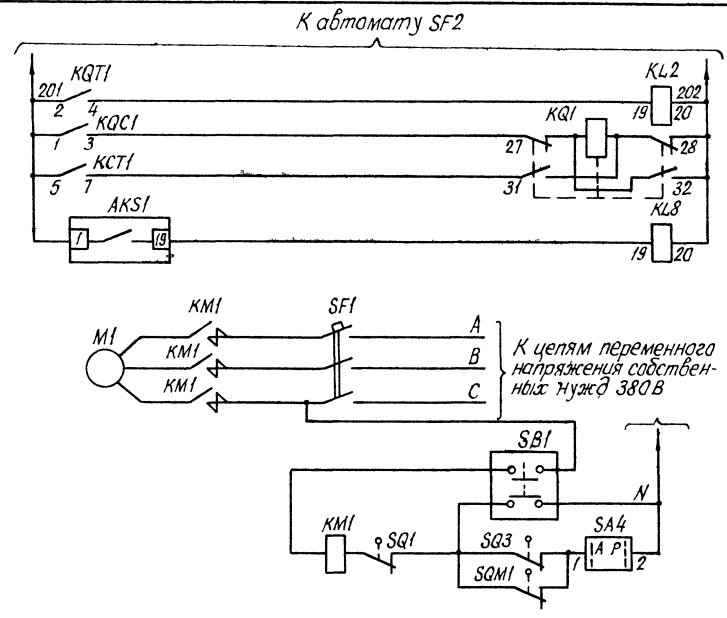 К автомату SF2
KQT1
KL2
201
202
2
4
19
20
KQC1
KQ1
1
3
27
28
KCT1
5
7
31
32
AKS1
KL8
1
19
19
20
KM1
SF1
M1
A
KM1
B
KM1
C
К цепям переменного
напряжения собствен-
ных нужд 380 В
SB1
N
KM1
SQ1
SQ3
SA4
A P
1
2
SQM1